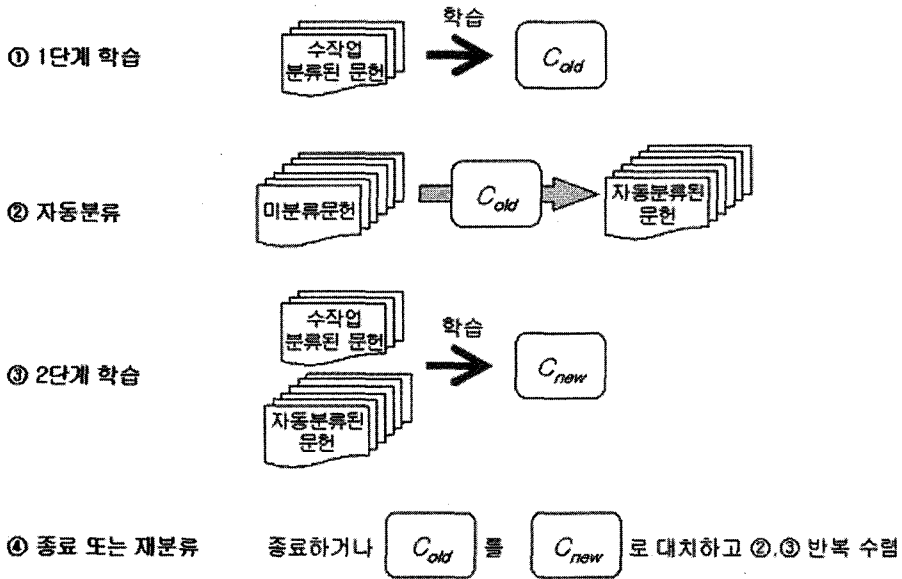 학습
① 1단계 학습
수작업
분류된 문헌
C_old
② 자동분류
미분류문헌
C_old
자동분류된
문헌
③ 2단계 학습
수작업
분류된 문헌
학습
C_new
자동분류된
문헌
④ 종료 또는 재분류 종료하거나 C_old 를 C_new 로 대치하고 ②,③ 반복 수렴